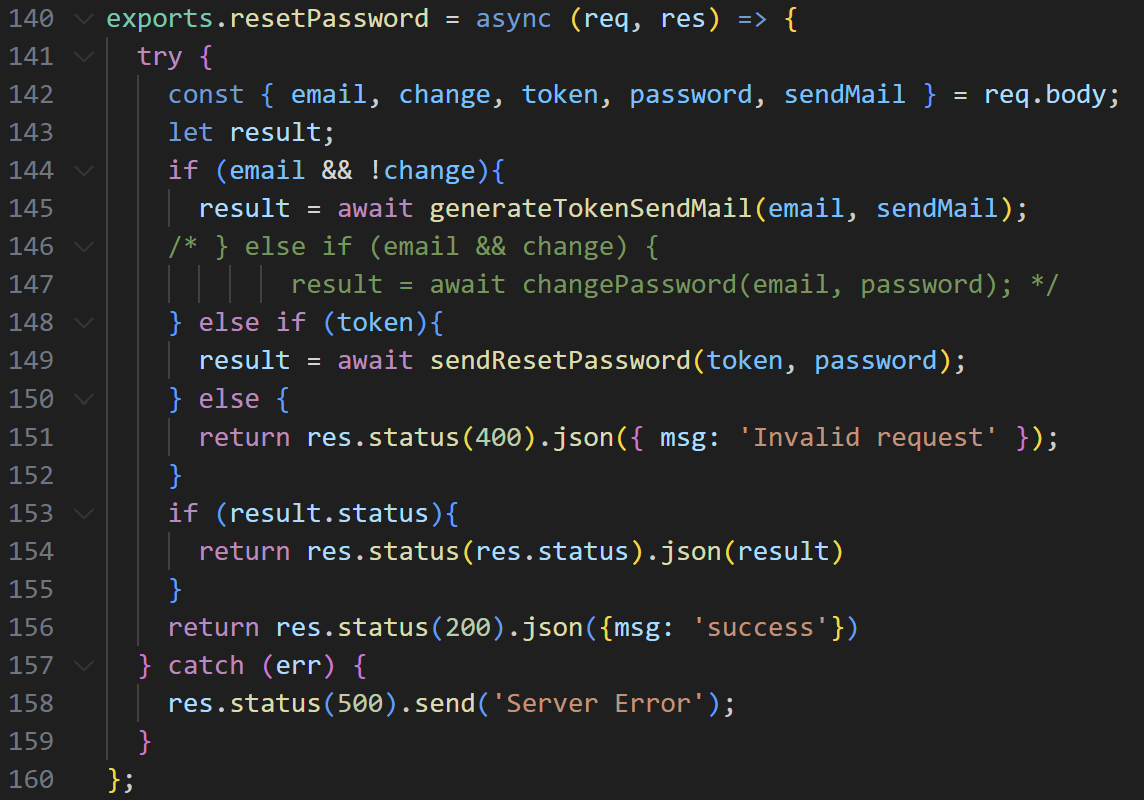 140 exports.resetPassword = async (req, res) => {
141 try {
142 const { email, change, token, password, sendMail } = req.body;
143 let result;
144 if (email && !change){
145 result = await generateTokenSendMail(email, sendMail);
146 /* } else if (email && change) {
147 result = await changePassword(email, password); */
148 } else if (token){
149 result = await sendResetPassword(token, password);
150 } else {
151 return res.status(400).json({ msg: 'Invalid request' });
152 }
153 if (result.status){
154 return res.status(res.status).json(result)
155 }
156 return res.status(200).json({msg: 'success'})
157 } catch (err) {
158 res.status(500).send('Server Error');
159 }
160 };